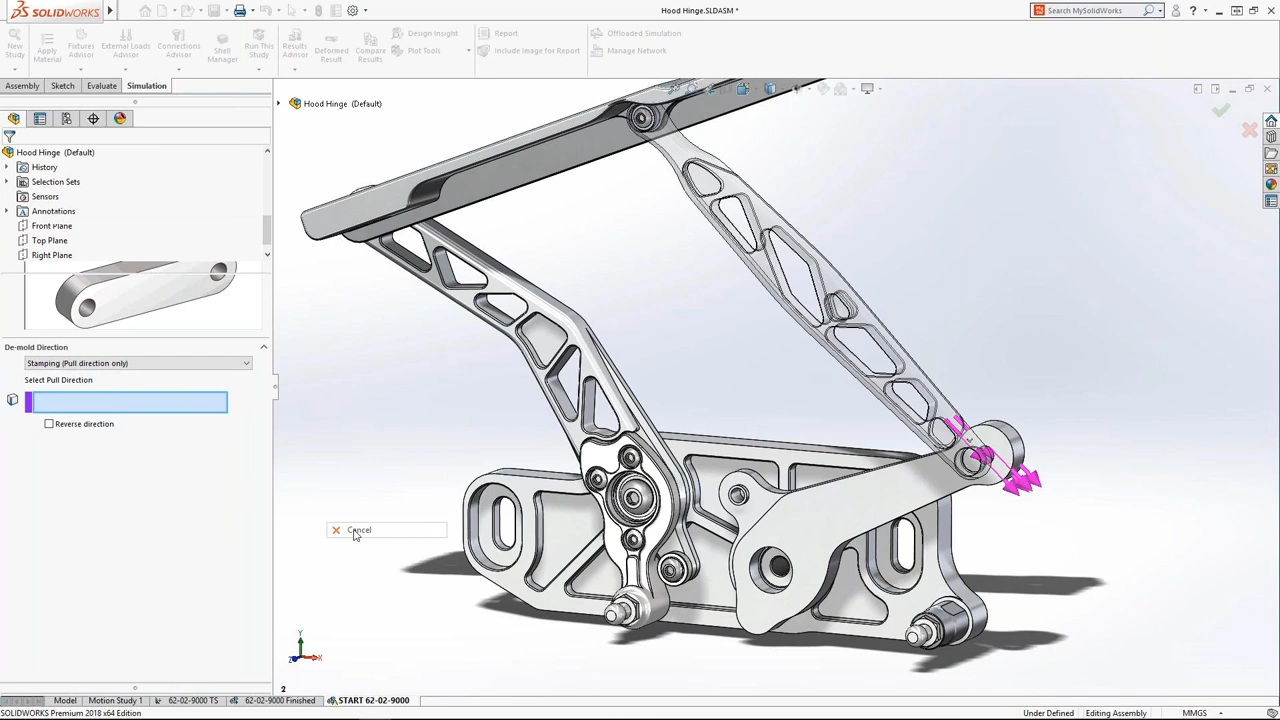 SOLIDWORKS
Hood Hinge.SLDASM *
Search MySolidWorks
?
New Study
Apply Material
Fixtures Advisor
External Loads Advisor
Connections Advisor
Shell Manager
Run This Study
Results Advisor
Deformed Result
Compare Results
Design Insight
Plot Tools
Report
Include Image for Report
Offloaded Simulation
Manage Network
Assembly
Sketch
Evaluate
Simulation
Hood Hinge (Default)
Hood Hinge (Default)
History
Selection Sets
Sensors
Annotations
Front Plane
Top Plane
Right Plane
De-mold Direction
Stamping (Pull direction only)
Select Pull Direction
Reverse direction
Cancel
Y
X
Z
2
Model
Motion Study 1
62-02-9000 TS
62-02-9000 Finished
START 62-02-9000
SOLIDWORKS Premium 2018 x64 Edition
Under Defined
Editing Assembly
MMGS